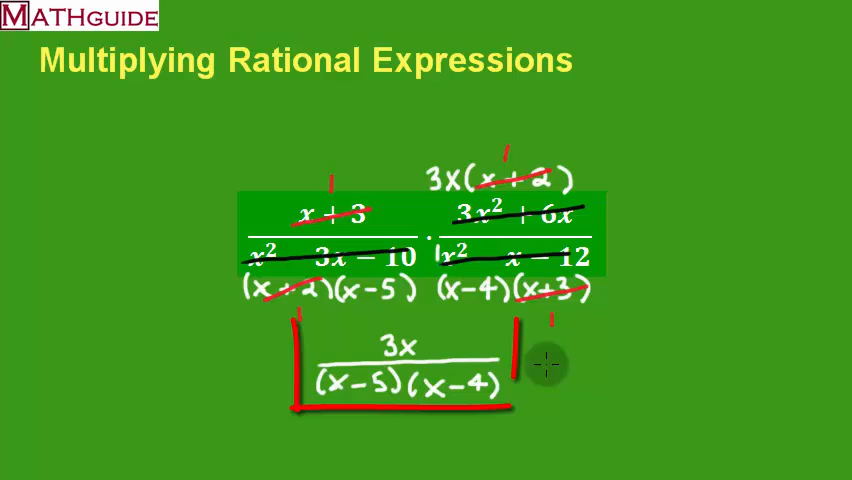 MATHGUIDE
Multiplying Rational Expressions
1
1 3x(x+2)
x + 3 3x² + 6x
x² − 3x − 10 · x² − x − 12
(x+2)(x−5) (x−4)(x+3)
1 1
3x
(x−5)(x−4)